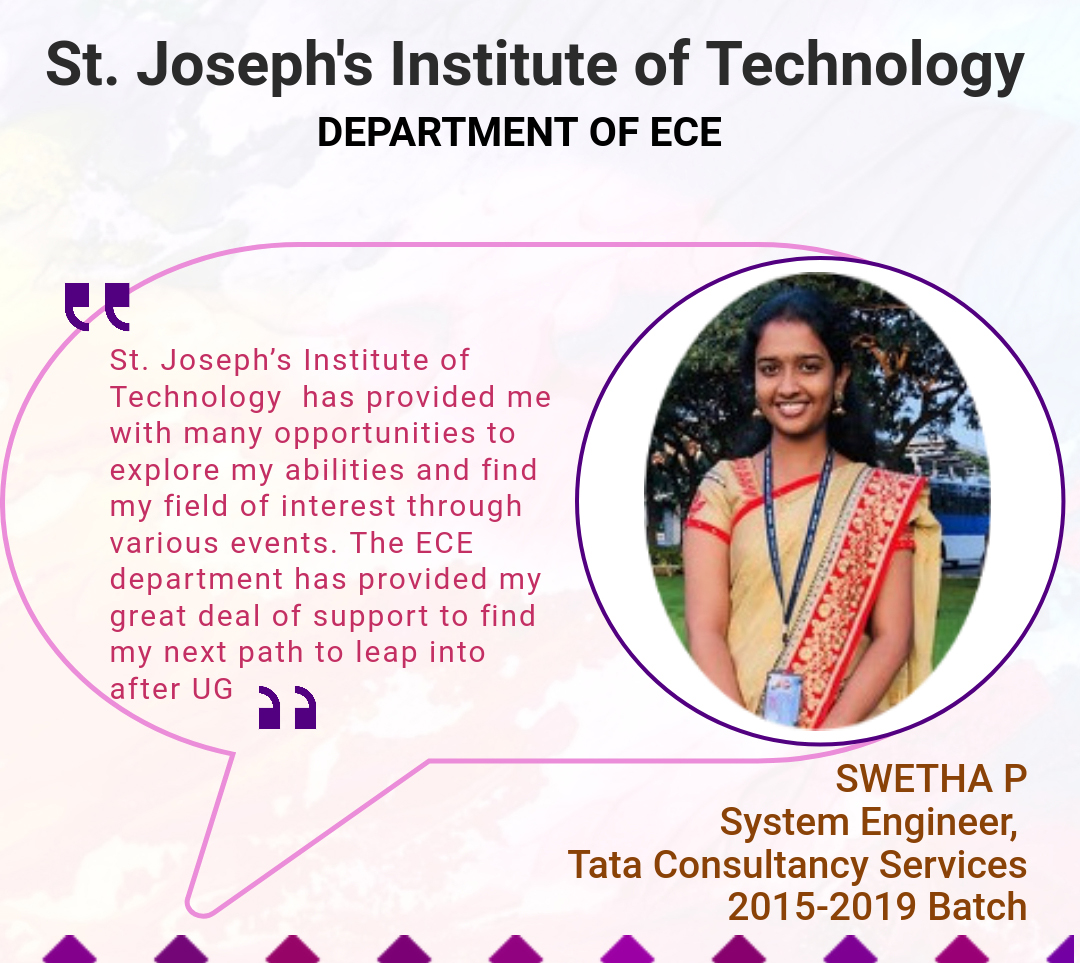 St. Joseph's Institute of Technology
DEPARTMENT OF ECE
St. Joseph’s Institute of
Technology  has provided me
with many opportunities to
explore my abilities and find
my field of interest through
various events. The ECE
department has provided my
great deal of support to find
my next path to leap into
after UG
SWETHA P
System Engineer,
Tata Consultancy Services
2015-2019 Batch